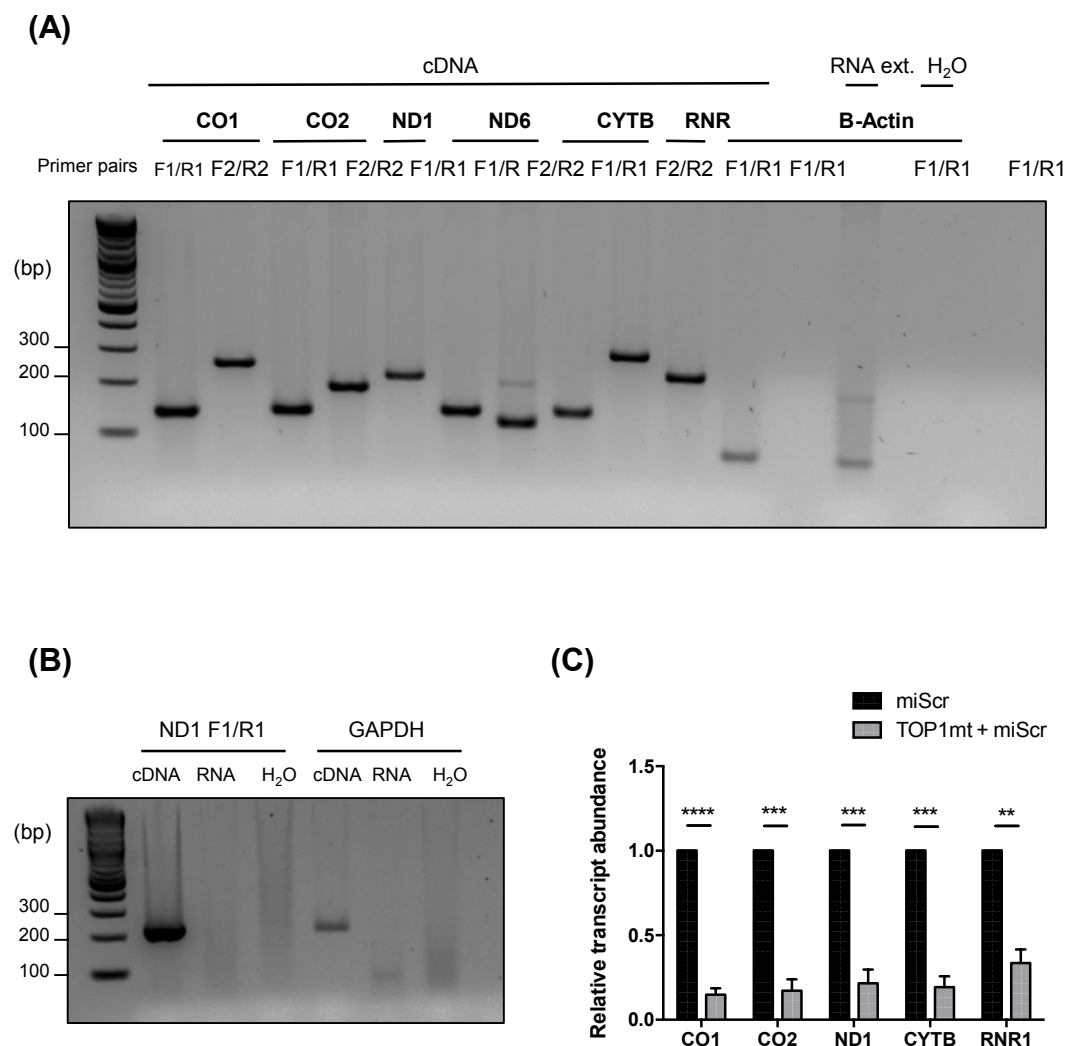 (A)
cDNA RNA ext. H₂O
CO1 CO2 ND1 ND6 CYTB RNR B-Actin
Primer pairs F1/R1 F2/R2 F1/R1 F2/R2 F1/R1 F1/R F2/R2 F1/R1 F2/R2 F1/R1 F1/R1 F1/R1 F1/R1
(bp)
300
200
100
(B)
ND1 F1/R1 GAPDH
cDNA RNA H₂O cDNA RNA H₂O
(bp)
300
200
100
(C)
miScr
TOP1mt + miScr
Relative transcript abundance
1.5
1.0
0.5
0.0
**** *** *** *** **
CO1 CO2 ND1 CYTB RNR1